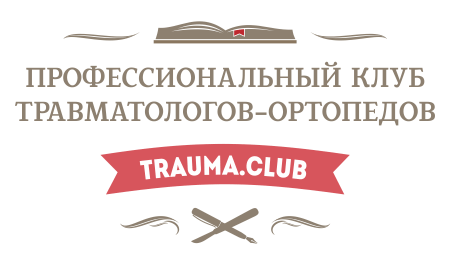 ПРОФЕССИОНАЛЬНЫЙ КЛУБ
ТРАВМАТОЛОГОВ-ОРТОПЕДОВ
TRAUMA.CLUB